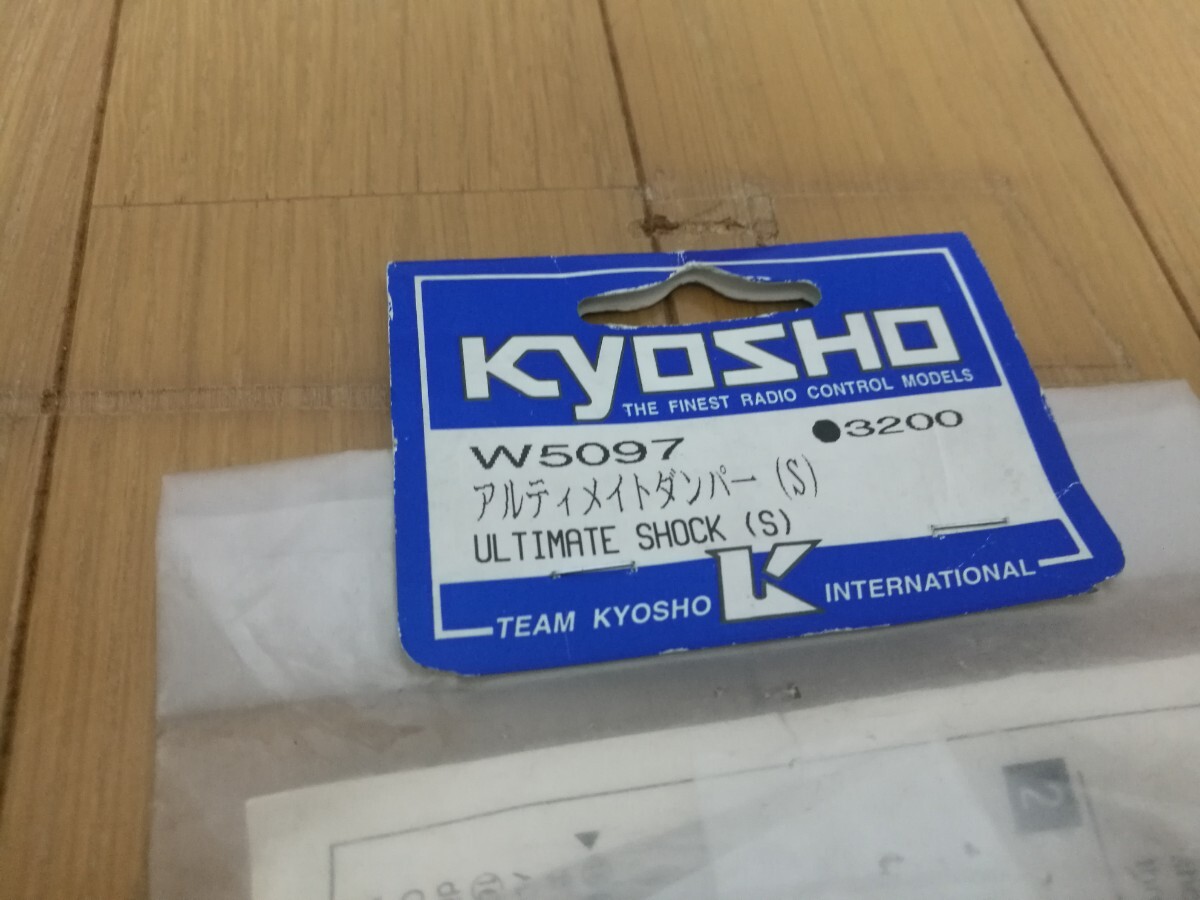 KYOSHO
THE FINEST RADIO CONTROL MODELS
W5097 ●3200
アルティメイトダンパー (S)
ULTIMATE SHOCK (S)
TEAM KYOSHO K INTERNATIONAL
2